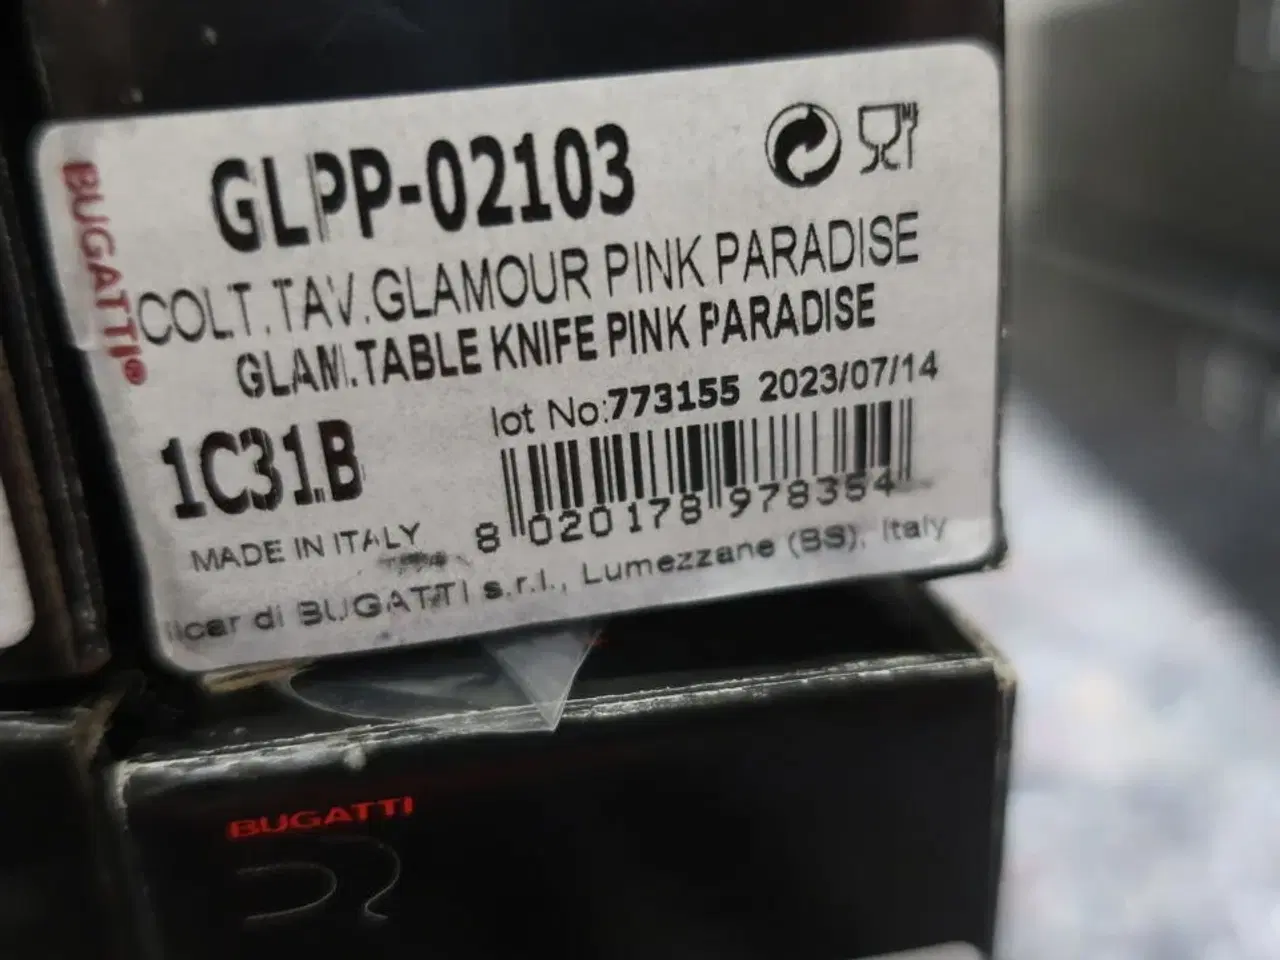 BUGATTI®
GLPP-02103
COLT.TAV.GLAMOUR PINK PARADISE
GLAM.TABLE KNIFE PINK PARADISE
lot No:773155 2023/07/14
1C31.B
8 020178 978354
MADE IN ITALY
Ilcar di BUGATTI s.r.l., Lumezzane (BS), Italy
BUGATTI